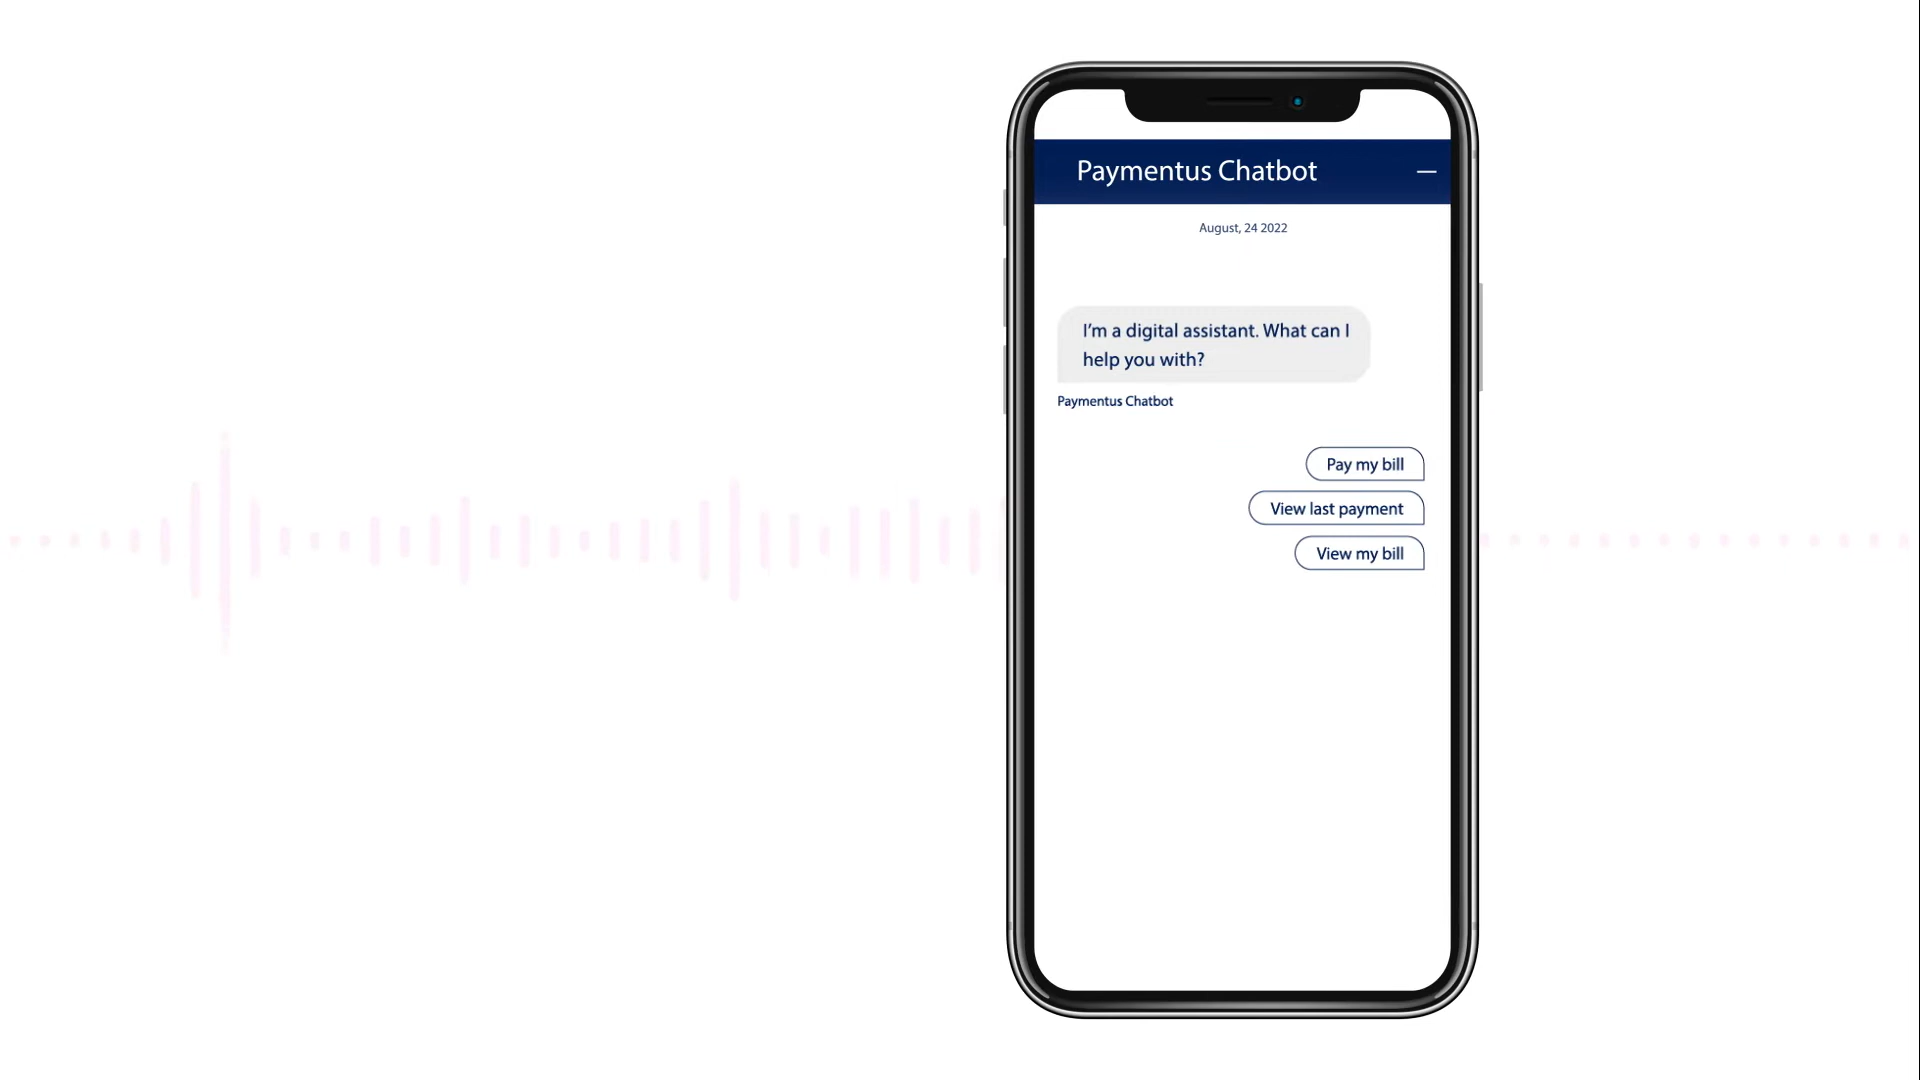 Paymentus Chatbot
August, 24 2022
I'm a digital assistant. What can I
help you with?
Paymentus Chatbot
Pay my bill
View last payment
View my bill